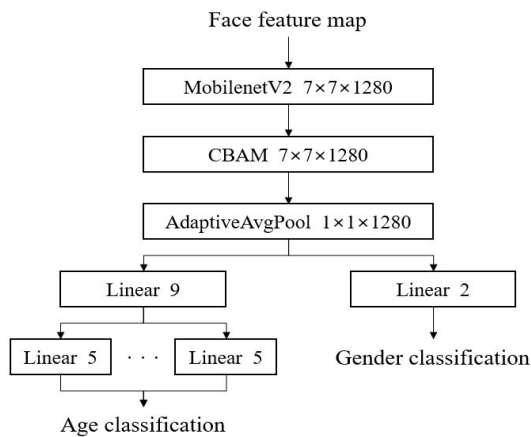 Face feature map
MobilenetV2 7×7×1280
CBAM 7×7×1280
AdaptiveAvgPool 1×1×1280
Linear 9
Linear 2
Linear 5
· · ·
Linear 5
Gender classification
Age classification